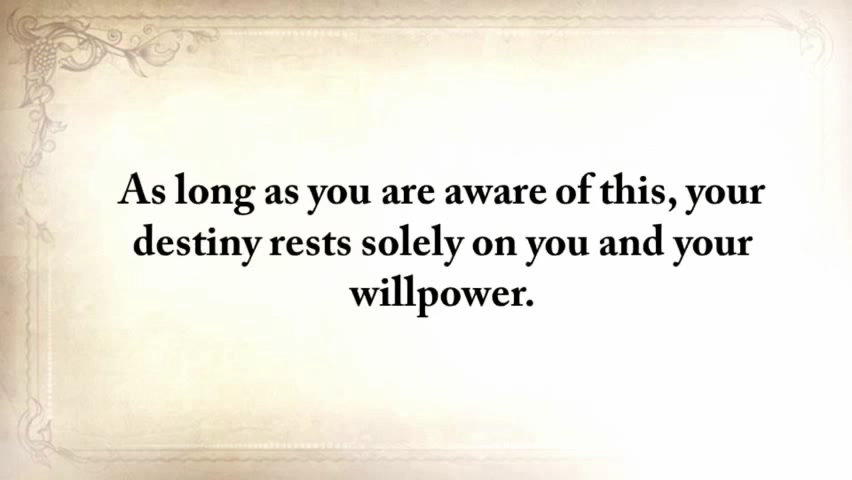 As long as you are aware of this, your
destiny rests solely on you and your
willpower.